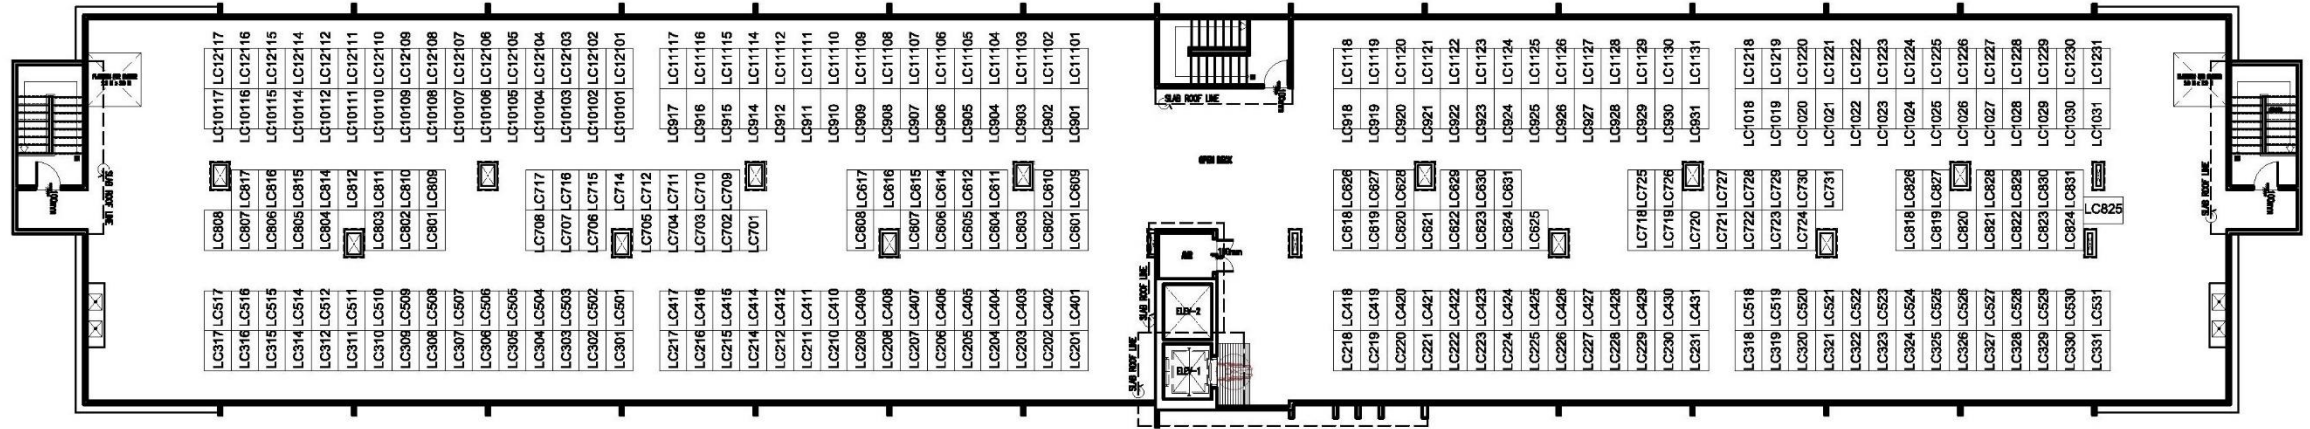 LC12117 LC12116 LC12115 LC12114 LC12112 LC12111 LC12110 LC12109 LC12108 LC12107 LC12106 LC12105 LC12104 LC12103 LC12102 LC12101
LC11117 LC11116 LC11115 LC11114 LC11112 LC11111 LC11110 LC11109 LC11108 LC11107 LC11106 LC11105 LC11104 LC11103 LC11102 LC11101
LC1118 LC1119 LC1120 LC1121 LC1122 LC1123 LC1124 LC1125 LC1126 LC1127 LC1128 LC1129 LC1130 LC1131
LC1218 LC1219 LC1220 LC1221 LC1222 LC1223 LC1224 LC1225 LC1226 LC1227 LC1228 LC1229 LC1230 LC1231
LC10117 LC10116 LC10115 LC10114 LC10112 LC10111 LC10110 LC10109 LC10108 LC10107 LC10106 LC10105 LC10104 LC10103 LC10102 LC10101
LC917 LC916 LC915 LC914 LC912 LC911 LC910 LC909 LC908 LC907 LC906 LC905 LC904 LC903 LC902 LC901
SLAB ROOF LINE
LC918 LC919 LC920 LC921 LC922 LC923 LC924 LC925 LC926 LC927 LC928 LC929 LC930 LC931
LC1018 LC1019 LC1020 LC1021 LC1022 LC1023 LC1024 LC1025 LC1026 LC1027 LC1028 LC1029 LC1030 LC1031
OPEN DECK
SLAB ROOF LINE
LC817 LC816 LC815 LC814 LC812 LC811 LC810 LC809
LC717 LC716 LC715 LC714 LC712 LC711 LC710 LC709
LC617 LC616 LC615 LC614 LC612 LC611 LC610 LC609
LC626 LC627 LC628 LC629 LC630 LC631
LC725 LC726 LC727 LC728 LC729 LC730 LC731
LC826 LC827 LC828 LC829 LC830 LC831
SLAB ROOF LINE
LC808 LC807 LC806 LC805 LC804 LC803 LC802 LC801
LC708 LC707 LC706 LC705 LC704 LC703 LC702 LC701
LC608 LC607 LC606 LC604 LC603 LC602 LC601
LC618 LC619 LC620 LC621 LC622 LC623 LC624 LC625
LC718 LC719 LC720 LC721 LC722 LC723 LC724
LC818 LC819 LC820 LC821 LC822 LC823 LC824
LC825
SLAB ROOF LINE
ELEV-2
LC517 LC516 LC515 LC514 LC512 LC511 LC510 LC509 LC508 LC507 LC506 LC505 LC504 LC503 LC502 LC501
LC417 LC416 LC415 LC414 LC412 LC411 LC410 LC409 LC408 LC407 LC406 LC405 LC404 LC403 LC402 LC401
LC418 LC419 LC420 LC421 LC422 LC423 LC424 LC425 LC426 LC427 LC428 LC429 LC430 LC431
LC518 LC519 LC520 LC521 LC522 LC523 LC524 LC525 LC526 LC527 LC528 LC529 LC530 LC531
LC317 LC316 LC315 LC314 LC312 LC311 LC310 LC309 LC308 LC307 LC306 LC305 LC304 LC303 LC302 LC301
LC217 LC216 LC215 LC214 LC212 LC211 LC210 LC209 LC208 LC207 LC206 LC205 LC204 LC203 LC202 LC201
SLAB ROOF LINE
ELEV-1
LC218 LC219 LC220 LC221 LC222 LC223 LC224 LC225 LC226 LC227 LC228 LC229 LC230 LC231
LC318 LC319 LC320 LC321 LC322 LC323 LC324 LC325 LC326 LC327 LC328 LC329 LC330 LC331